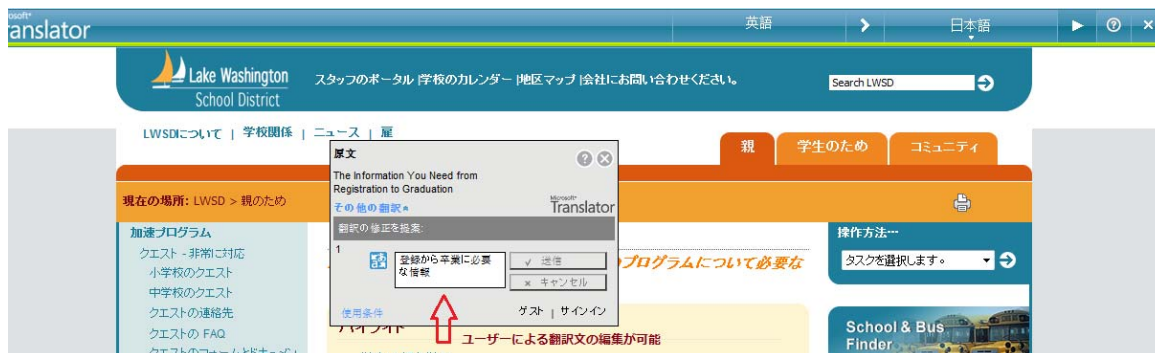 Microsoft®
Translator
英語
日本語
Lake Washington
School District
スタッフのポータル |学校のカレンダー |地区マップ |会社にお問い合わせください。
Search LWSD
LWSDについて | 学校関係 | ニュース | 雇
親
学生のため
コミュニティ
現在の場所: LWSD > 親のため
原文
The Information You Need from
Registration to Graduation
その他の翻訳
Microsoft®
Translator
翻訳の修正を提案:
1
登録から卒業に必要
な情報
送信
キャンセル
使用条件
ゲスト | サインイン
加速プログラム
クエスト - 非常に対応
小学校のクエスト
中学校のクエスト
クエストの連絡先
クエストの FAQ
プログラムについて必要な
ハイライト
ユーザーによる翻訳文の編集が可能
操作方法...
タスクを選択します。
School & Bus
Finder